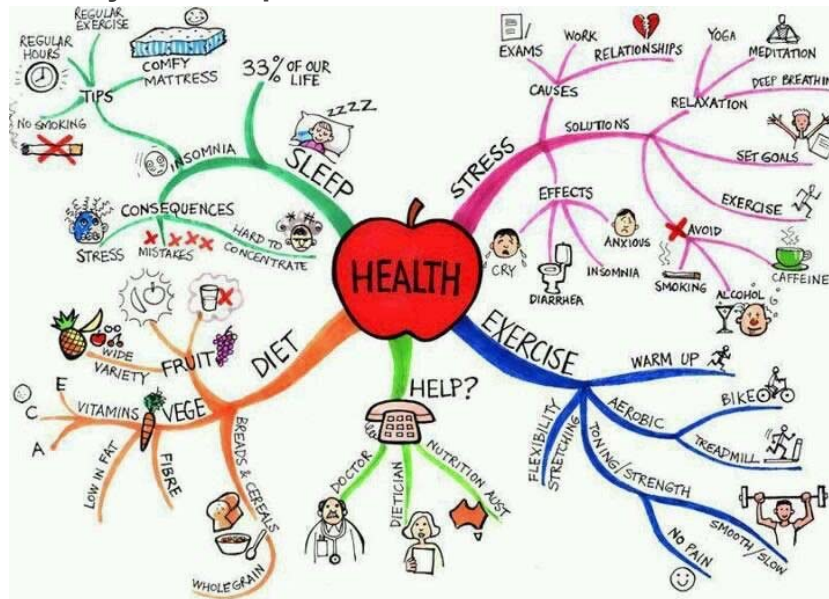 HEALTH
SLEEP
33% OF OUR
LIFE
INSOMNIA
TIPS
REGULAR
EXERCISE
REGULAR
HOURS
COMFY
MATTRESS
NO SMOKING
CONSEQUENCES
STRESS
MISTAKES
HARD TO
CONCENTRATE
ZZZZ
STRESS
CAUSES
EXAMS
WORK
RELATIONSHIPS
SOLUTIONS
RELAXATION
YOGA
MEDITATION
DEEP BREATHIN
SET GOALS
EXERCISE
AVOID
SMOKING
ALCOHOL
CAFFEINE
EFFECTS
CRY
DIARRHEA
INSOMNIA
ANXIOUS
EXERCISE
WARM UP
AEROBIC
BIKE
TREADMILL
TONING/STRENGTH
SMOOTH/SLOW
NO PAIN
FLEXIBILITY
STRETCHING
HELP?
DOCTOR
DIETICIAN
NUTRITION AUST
DIET
FRUIT
WIDE
VARIETY
VEGE
VITAMINS
E
C
A
LOW IN FAT
FIBRE
BREADS & CEREALS
WHOLEGRAIN